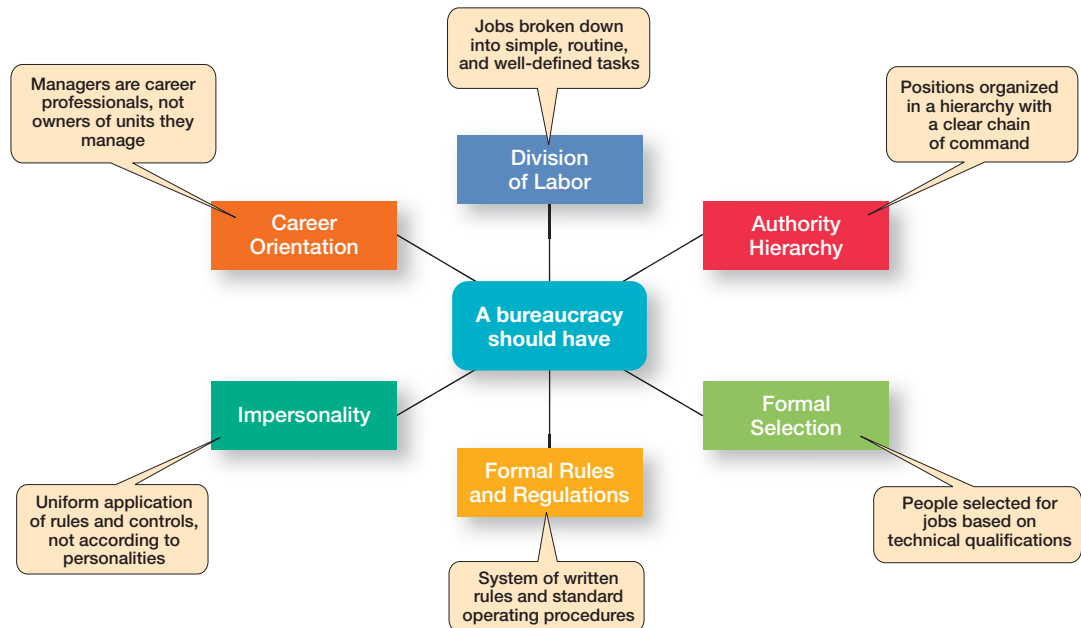 Jobs broken down
into simple, routine,
and well-defined tasks
Managers are career
professionals, not
owners of units they
manage
Positions organized
in a hierarchy with
a clear chain
of command
Division
of Labor
Career
Orientation
Authority
Hierarchy
A bureaucracy
should have
Impersonality
Formal
Selection
Formal Rules
and Regulations
Uniform application
of rules and controls,
not according to
personalities
People selected for
jobs based on
technical qualifications
System of written
rules and standard
operating procedures